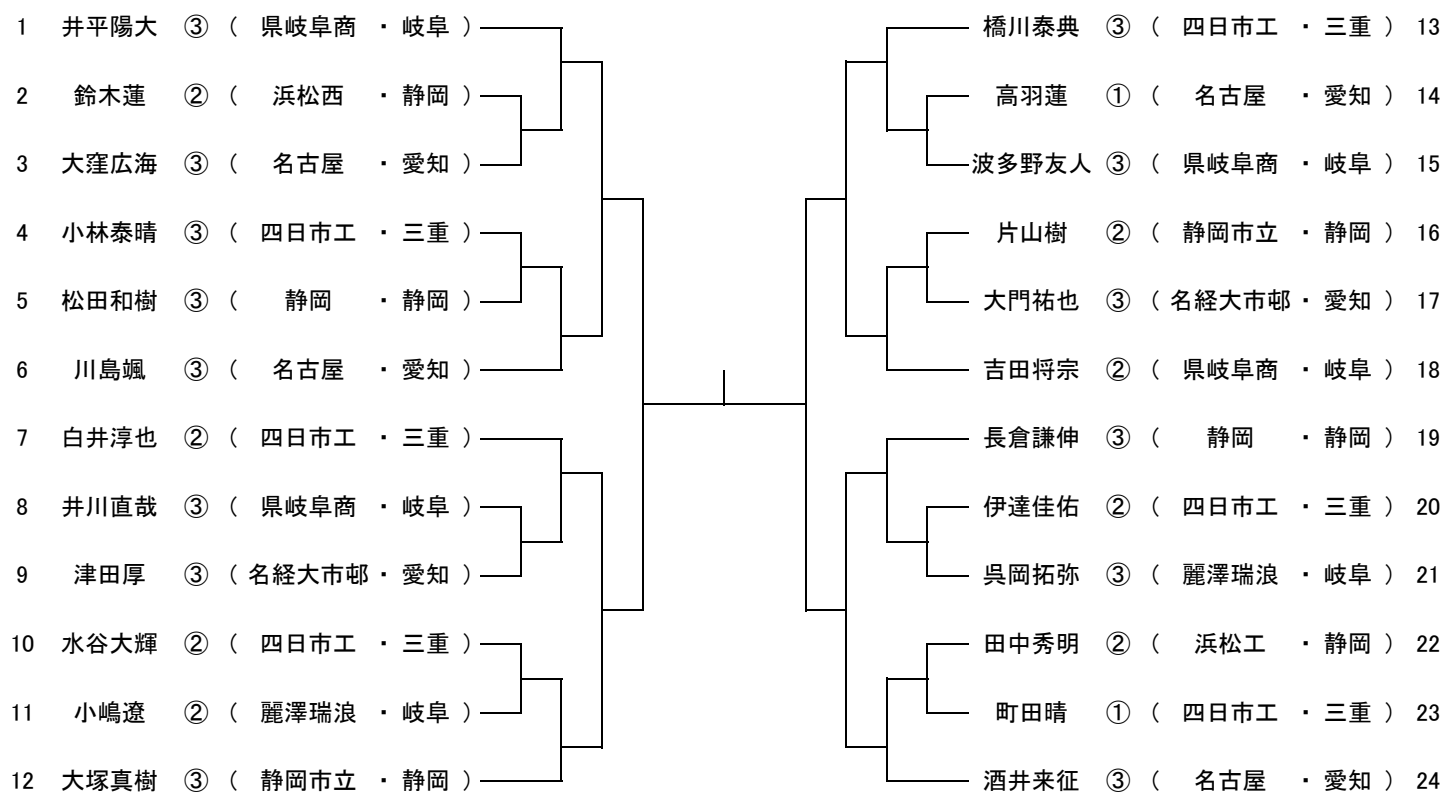 1 井平陽大 ③ ( 県岐阜商 ・ 岐阜 )
2 鈴木蓮 ② ( 浜松西 ・ 静岡 )
3 大窪広海 ③ ( 名古屋 ・ 愛知 )
4 小林泰晴 ③ ( 四日市工 ・ 三重 )
5 松田和樹 ③ ( 静岡 ・ 静岡 )
6 川島颯 ③ ( 名古屋 ・ 愛知 )
7 白井淳也 ② ( 四日市工 ・ 三重 )
8 井川直哉 ③ ( 県岐阜商 ・ 岐阜 )
9 津田厚 ③ ( 名経大市邨 ・ 愛知 )
10 水谷大輝 ② ( 四日市工 ・ 三重 )
11 小嶋遼 ② ( 麗澤瑞浪 ・ 岐阜 )
12 大塚真樹 ③ ( 静岡市立 ・ 静岡 )
橋川泰典 ③ ( 四日市工 ・ 三重 ) 13
高羽蓮 ① ( 名古屋 ・ 愛知 ) 14
波多野友人 ③ ( 県岐阜商 ・ 岐阜 ) 15
片山樹 ② ( 静岡市立 ・ 静岡 ) 16
大門祐也 ③ ( 名経大市邨 ・ 愛知 ) 17
吉田将宗 ② ( 県岐阜商 ・ 岐阜 ) 18
長倉謙伸 ③ ( 静岡 ・ 静岡 ) 19
伊達佳佑 ② ( 四日市工 ・ 三重 ) 20
呉岡拓弥 ③ ( 麗澤瑞浪 ・ 岐阜 ) 21
田中秀明 ② ( 浜松工 ・ 静岡 ) 22
町田晴 ① ( 四日市工 ・ 三重 ) 23
酒井来征 ③ ( 名古屋 ・ 愛知 ) 24